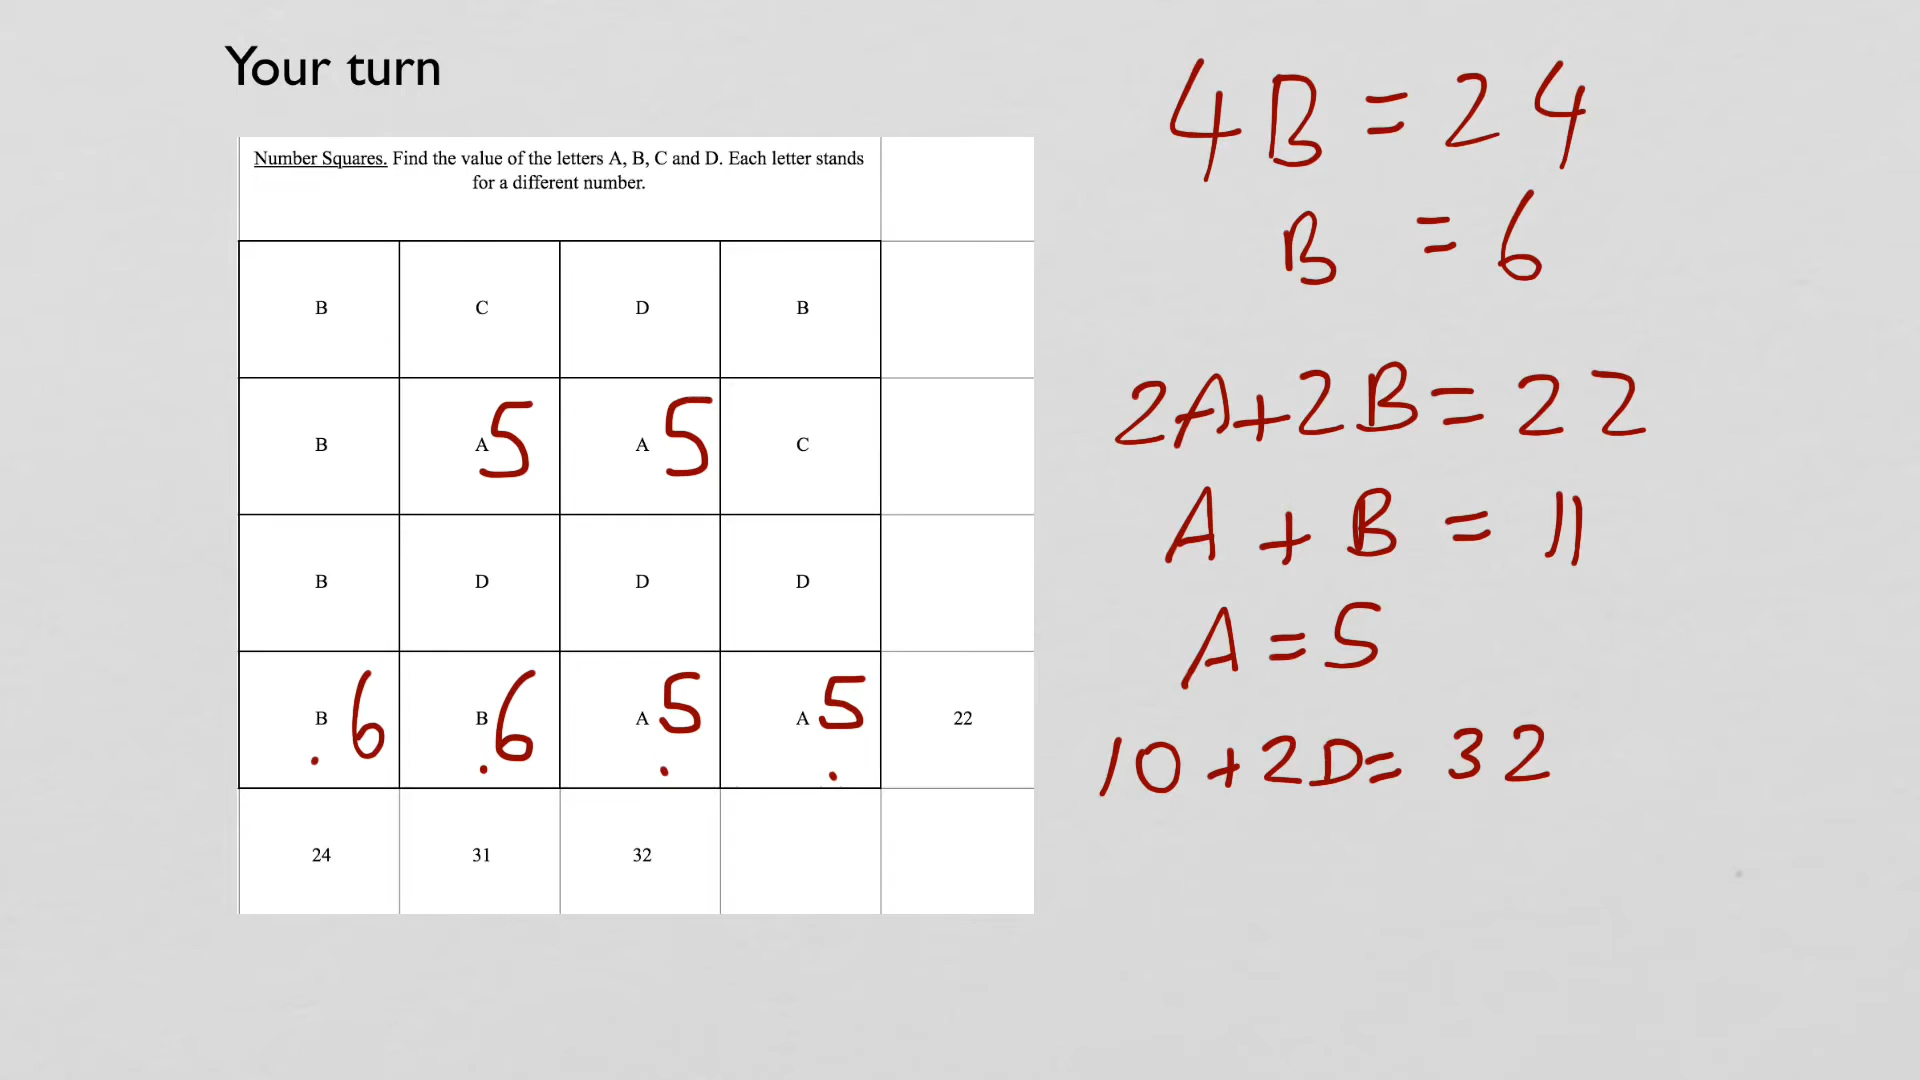 Your turn
Number Squares. Find the value of the letters A, B, C and D. Each letter stands
for a different number.
B C D B
B A 5 A 5 C
B D D D
B 6 B 6 A 5 A 5 22
24 31 32
4B = 24
B = 6
2A+2B = 22
A + B = 11
A = 5
10 + 2D = 32